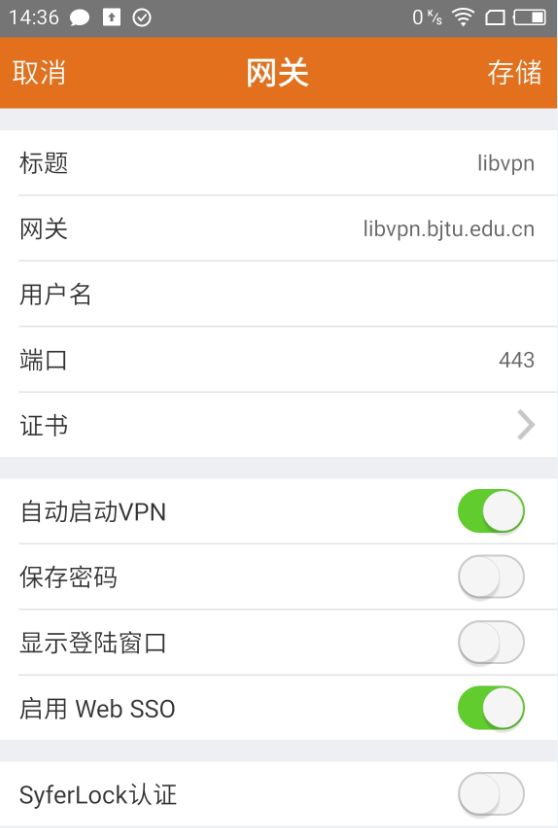 14:36 0 K/s
取消 网关 存储
标题 libvpn
网关 libvpn.bjtu.edu.cn
用户名
端口 443
证书
自动启动VPN
保存密码
显示登陆窗口
启用 Web SSO
SyferLock认证